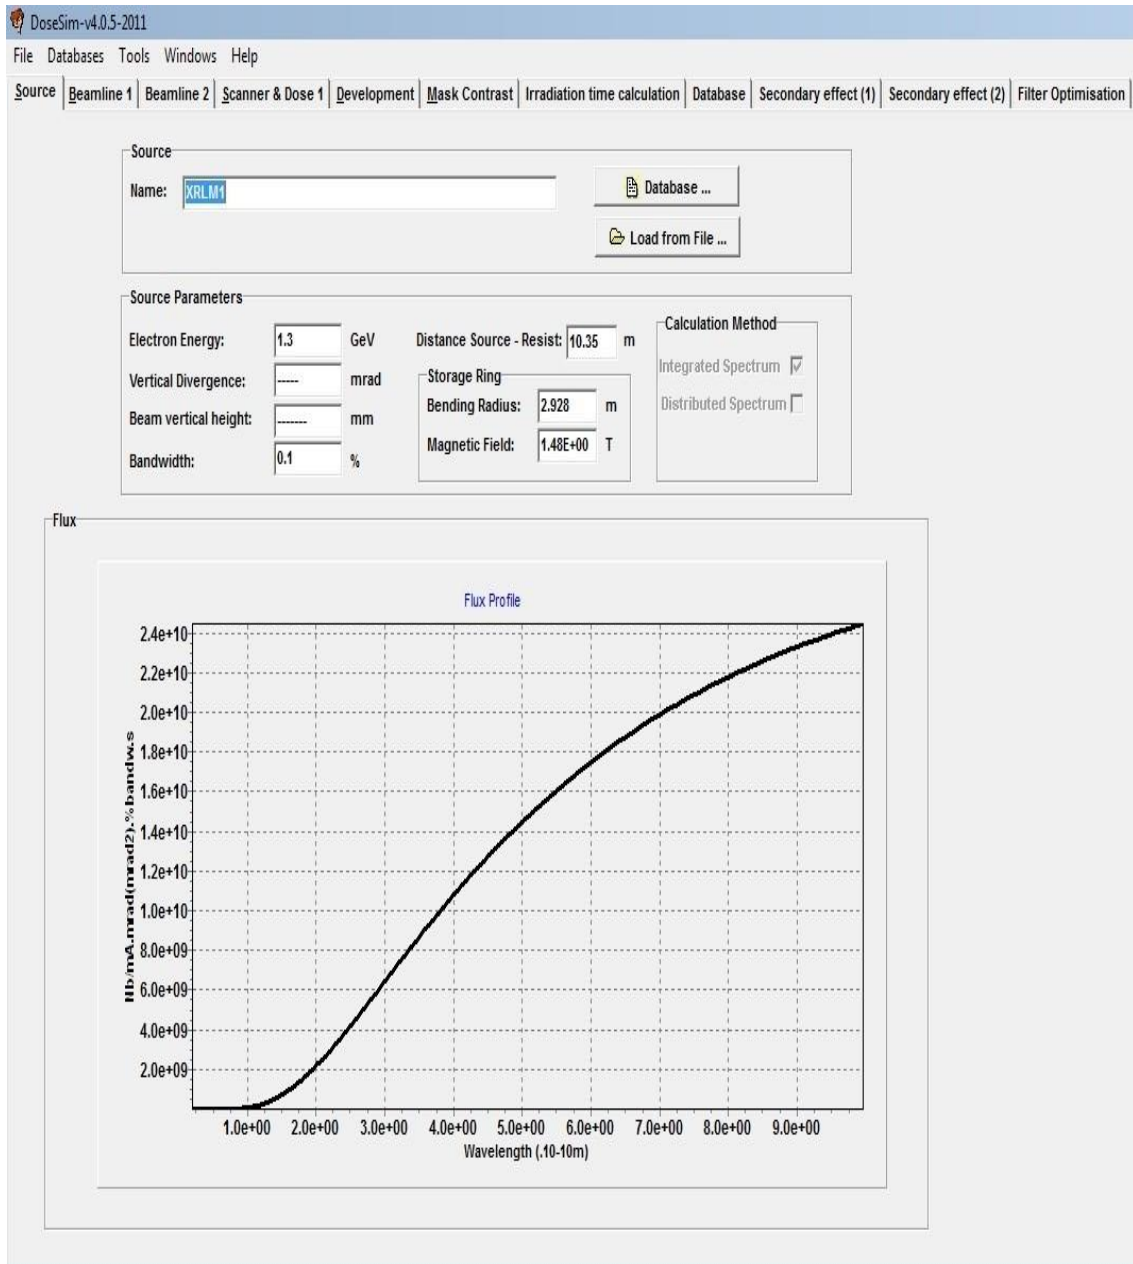 DoseSim-v4.0.5-2011
File Databases Tools Windows Help
Source Beamline 1 Beamline 2 Scanner & Dose 1 Development Mask Contrast Irradiation time calculation Database Secondary effect (1) Secondary effect (2) Filter Optimisation
Source
Name: XRLM1 Database ...
Load from File ...
Source Parameters
Electron Energy: 1.3 GeV
Vertical Divergence: ----- mrad
Beam vertical height: ------- mm
Bandwidth: 0.1 %
Distance Source - Resist: 10.35 m
Storage Ring
Bending Radius: 2.928 m
Magnetic Field: 1.48E+00 T
Calculation Method
Integrated Spectrum
Distributed Spectrum
Flux
Flux Profile
Nb/mA.mrad(mrad2).%bandw.s
2.4e+10
2.2e+10
2.0e+10
1.8e+10
1.6e+10
1.4e+10
1.2e+10
1.0e+10
8.0e+09
6.0e+09
4.0e+09
2.0e+09
1.0e+00 2.0e+00 3.0e+00 4.0e+00 5.0e+00 6.0e+00 7.0e+00 8.0e+00 9.0e+00
Wavelength (.10-10m)